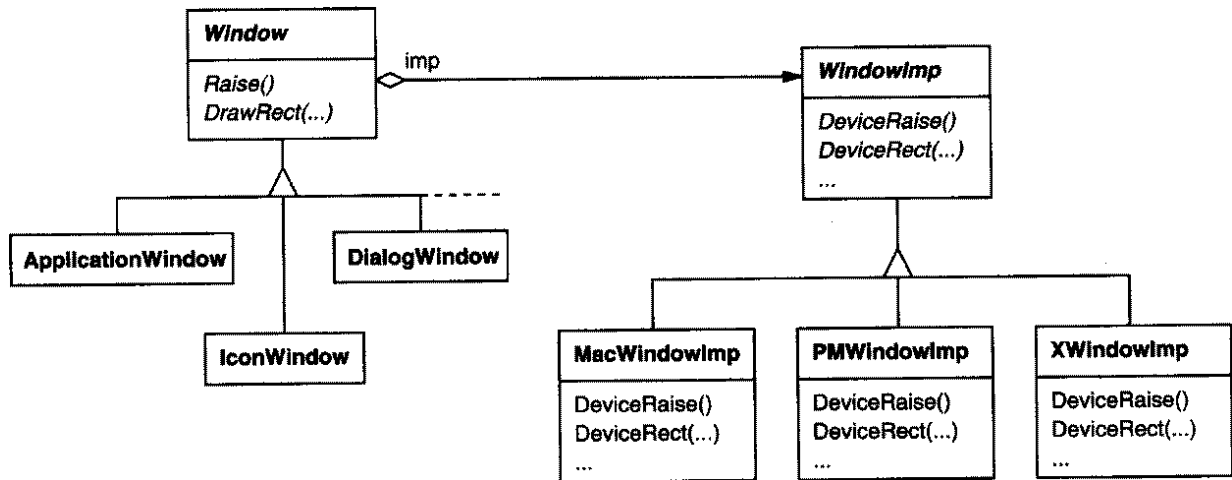 Window
Raise()
DrawRect(...)
imp
WindowImp
DeviceRaise()
DeviceRect(...)
...
ApplicationWindow
DialogWindow
IconWindow
MacWindowImp
DeviceRaise()
DeviceRect(...)
...
PMWindowImp
DeviceRaise()
DeviceRect(...)
...
XWindowImp
DeviceRaise()
DeviceRect(...)
...